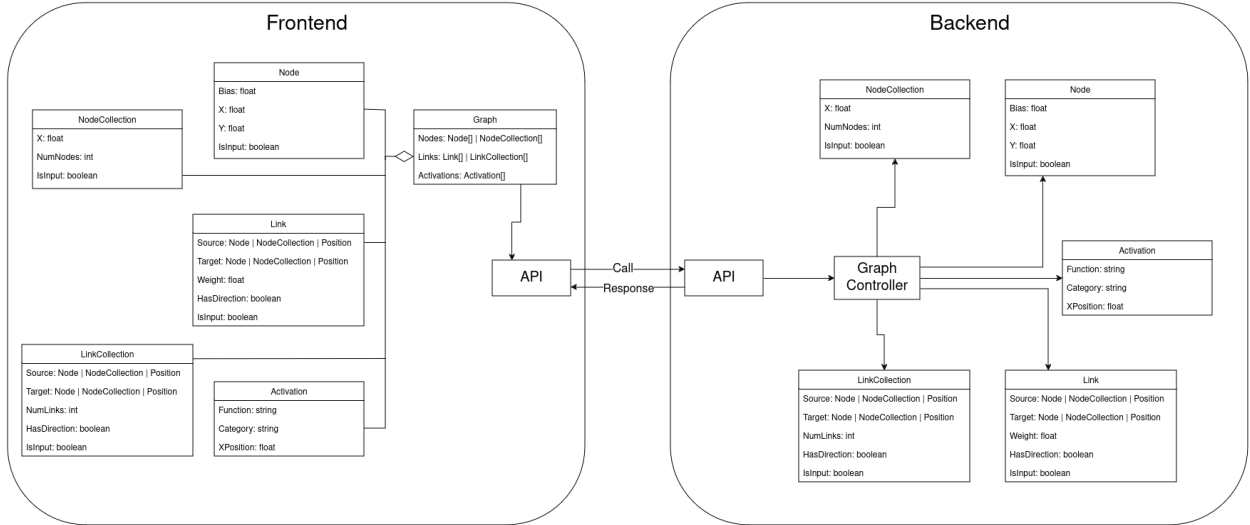 Frontend
Node
Bias: float
X: float
Y: float
IsInput: boolean
NodeCollection
X: float
NumNodes: int
IsInput: boolean
Graph
Nodes: Node[] | NodeCollection[]
Links: Link[] | LinkCollection[]
Activations: Activation[]
Link
Source: Node | NodeCollection | Position
Target: Node | NodeCollection | Position
Weight: float
HasDirection: boolean
IsInput: boolean
API
LinkCollection
Source: Node | NodeCollection | Position
Target: Node | NodeCollection | Position
NumLinks: int
HasDirection: boolean
IsInput: boolean
Activation
Function: string
Category: string
XPosition: float
Call
Response
Backend
NodeCollection
X: float
NumNodes: int
IsInput: boolean
Node
Bias: float
X: float
Y: float
IsInput: boolean
API
Graph
Controller
Activation
Function: string
Category: string
XPosition: float
LinkCollection
Source: Node | NodeCollection | Position
Target: Node | NodeCollection | Position
NumLinks: int
HasDirection: boolean
IsInput: boolean
Link
Source: Node | NodeCollection | Position
Target: Node | NodeCollection | Position
Weight: float
HasDirection: boolean
IsInput: boolean